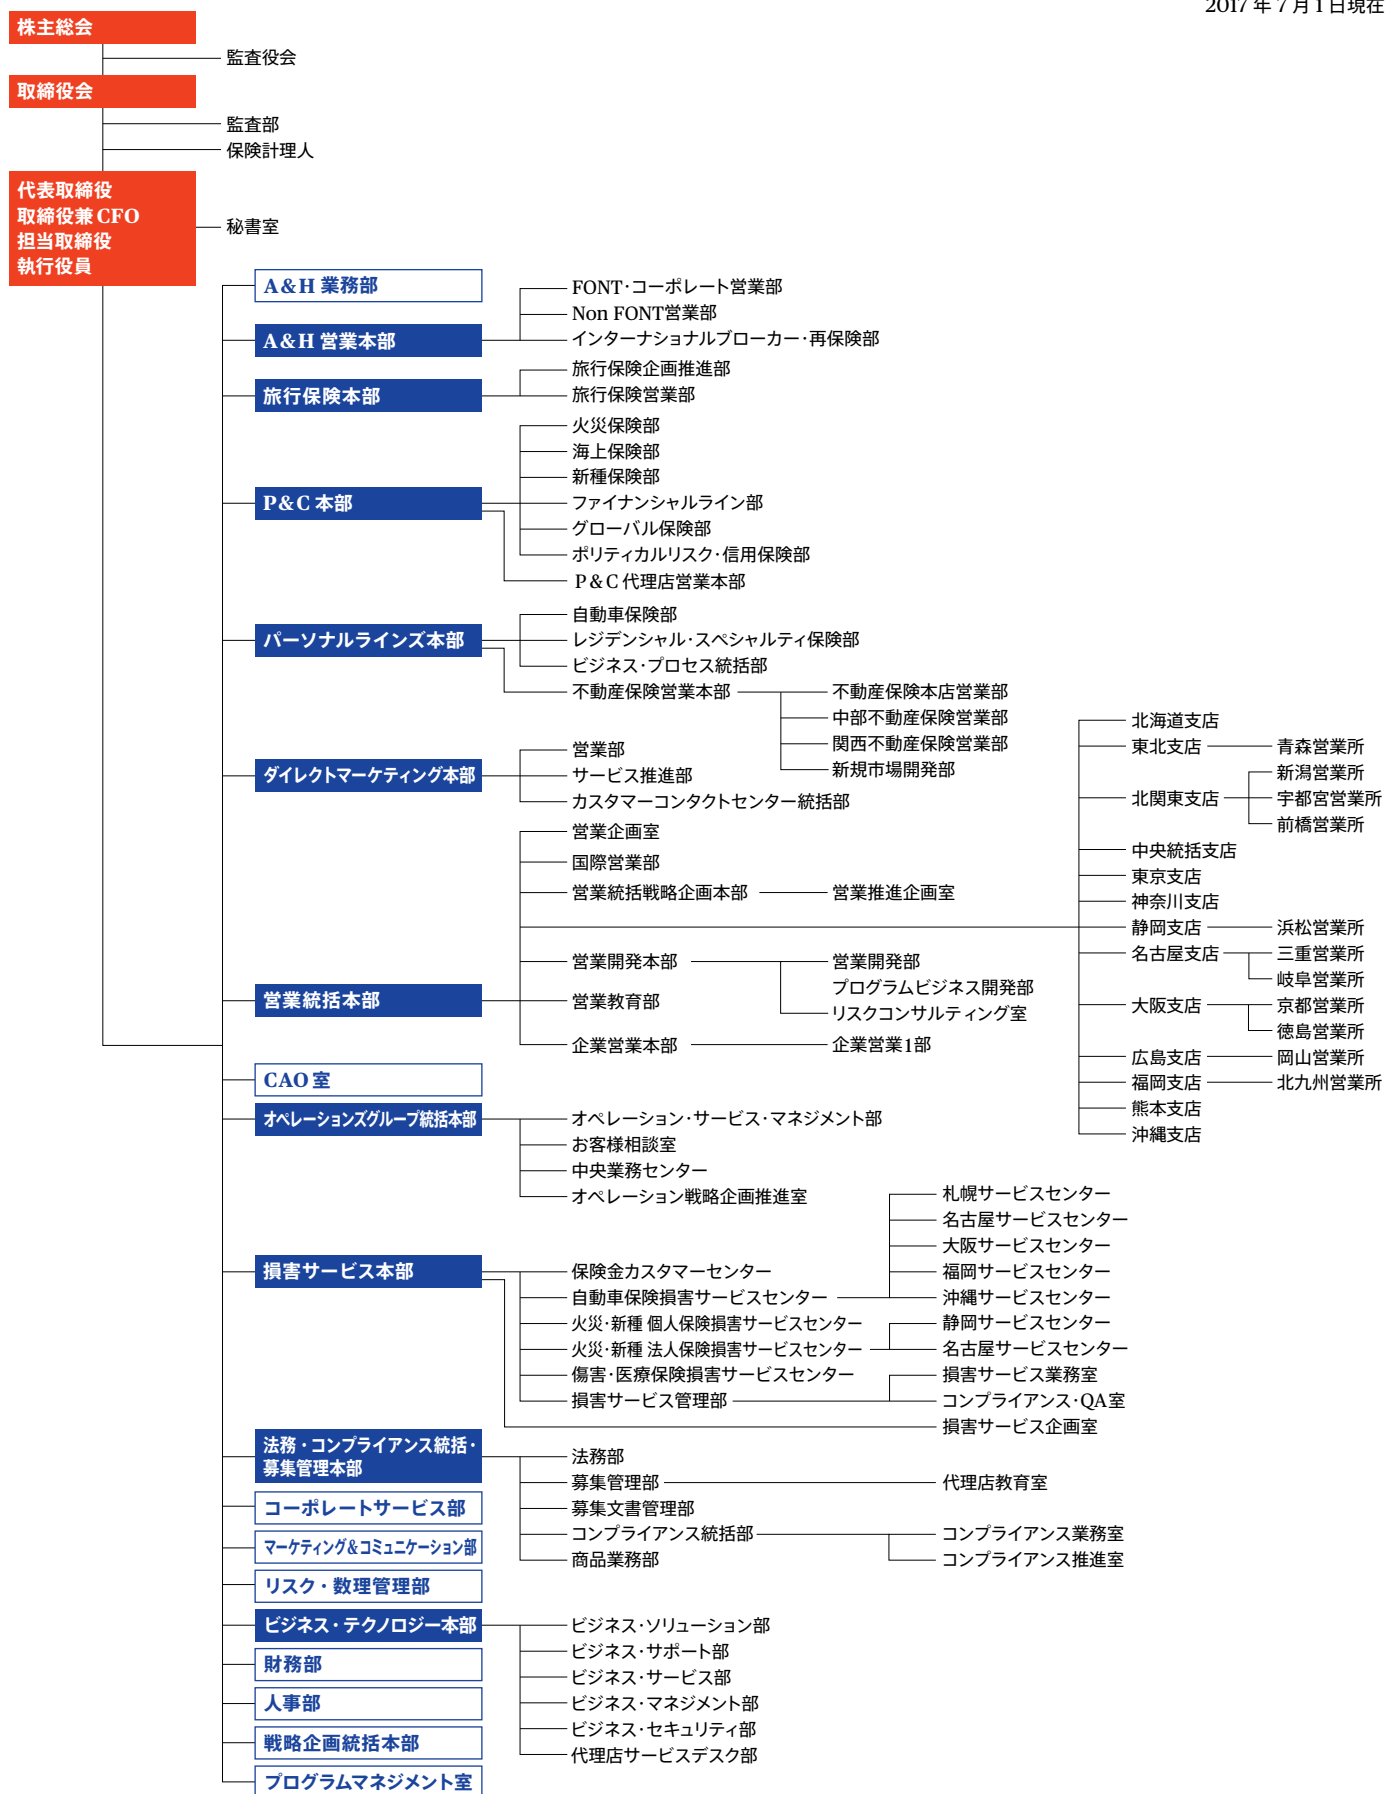 2017年7月1日現在
株主総会
監査役会
取締役会
監査部
保険計理人
代表取締役
取締役兼CFO
担当取締役
執行役員
秘書室
A&H 業務部
A&H 営業本部
FONT・コーポレート営業部
Non FONT営業部
インターナショナルブローカー・再保険部
旅行保険本部
旅行保険企画推進部
旅行保険営業部
P&C 本部
火災保険部
海上保険部
新種保険部
ファイナンシャルライン部
グローバル保険部
ポリティカルリスク・信用保険部
P&C 代理店営業本部
パーソナルラインズ本部
自動車保険部
レジデンシャル・スペシャルティ保険部
ビジネス・プロセス統括部
不動産保険営業本部
不動産保険本店営業部
中部不動産保険営業部
関西不動産保険営業部
新規市場開発部
ダイレクトマーケティング本部
営業部
サービス推進部
カスタマーコンタクトセンター統括部
営業統括本部
営業企画室
国際営業部
営業統括戦略企画本部
営業推進企画室
北海道支店
東北支店
青森営業所
北関東支店
新潟営業所
宇都宮営業所
前橋営業所
中央統括支店
東京支店
神奈川支店
静岡支店
浜松営業所
名古屋支店
三重営業所
岐阜営業所
大阪支店
京都営業所
徳島営業所
広島支店
岡山営業所
福岡支店
北九州営業所
熊本支店
沖縄支店
営業開発本部
営業開発部
プログラムビジネス開発部
リスクコンサルティング室
営業教育部
企業営業本部
企業営業1部
CAO室
オペレーションズグループ統括本部
オペレーション・サービス・マネジメント部
お客様相談室
中央業務センター
オペレーション戦略企画推進室
損害サービス本部
保険金カスタマーセンター
自動車保険損害サービスセンター
札幌サービスセンター
名古屋サービスセンター
大阪サービスセンター
福岡サービスセンター
沖縄サービスセンター
火災・新種 個人保険損害サービスセンター
火災・新種 法人保険損害サービスセンター
静岡サービスセンター
名古屋サービスセンター
傷害・医療保険損害サービスセンター
損害サービス管理部
損害サービス業務室
コンプライアンス・QA室
損害サービス企画室
法務・コンプライアンス統括・
募集管理本部
法務部
募集管理部
代理店教育室
募集文書管理部
コンプライアンス統括部
コンプライアンス業務室
コンプライアンス推進室
商品業務部
コーポレートサービス部
マーケティング&コミュニケーション部
リスク・数理管理部
ビジネス・テクノロジー本部
ビジネス・ソリューション部
ビジネス・サポート部
ビジネス・サービス部
ビジネス・マネジメント部
ビジネス・セキュリティ部
代理店サービスデスク部
財務部
人事部
戦略企画統括本部
プログラムマネジメント室